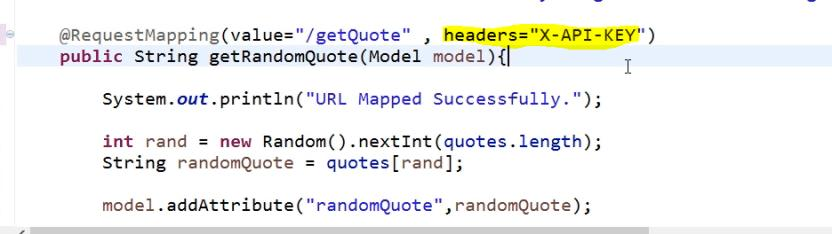 @RequestMapping(value="/getQuote" , headers="X-API-KEY")
public String getRandomQuote(Model model){
System.out.println("URL Mapped Successfully.");
int rand = new Random().nextInt(quotes.length);
String randomQuote = quotes[rand];
model.addAttribute("randomQuote",randomQuote);